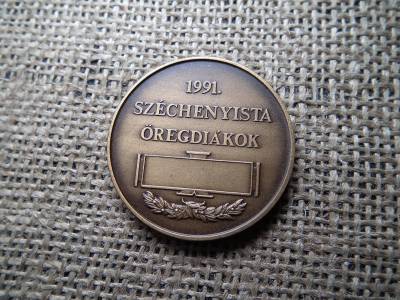 1991.
SZÉCHENYISTA
ÖREGDIÁKOK